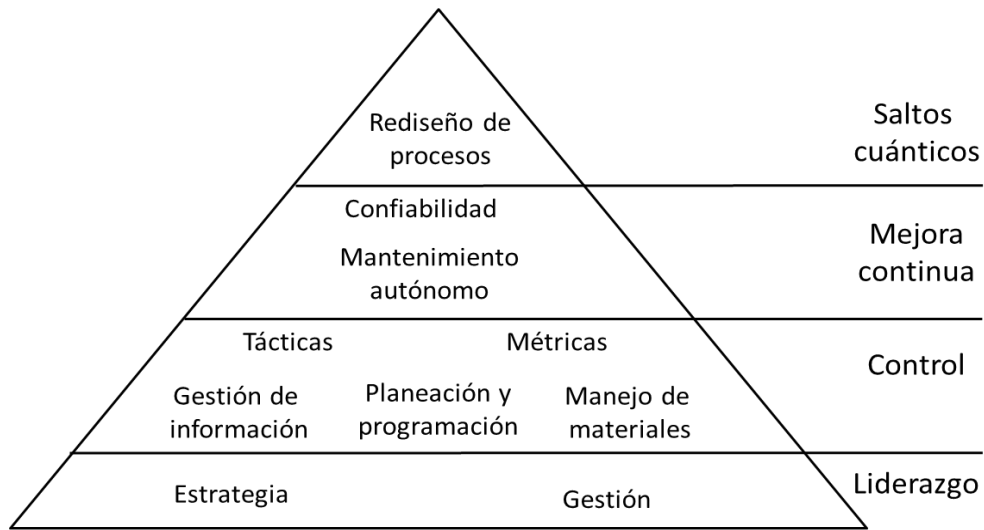 Rediseño de
procesos
Saltos
cuánticos
Confiabilidad
Mantenimiento
autónomo
Mejora
continua
Tácticas
Métricas
Gestión de
información
Planeación y
programación
Manejo de
materiales
Control
Estrategia
Gestión
Liderazgo